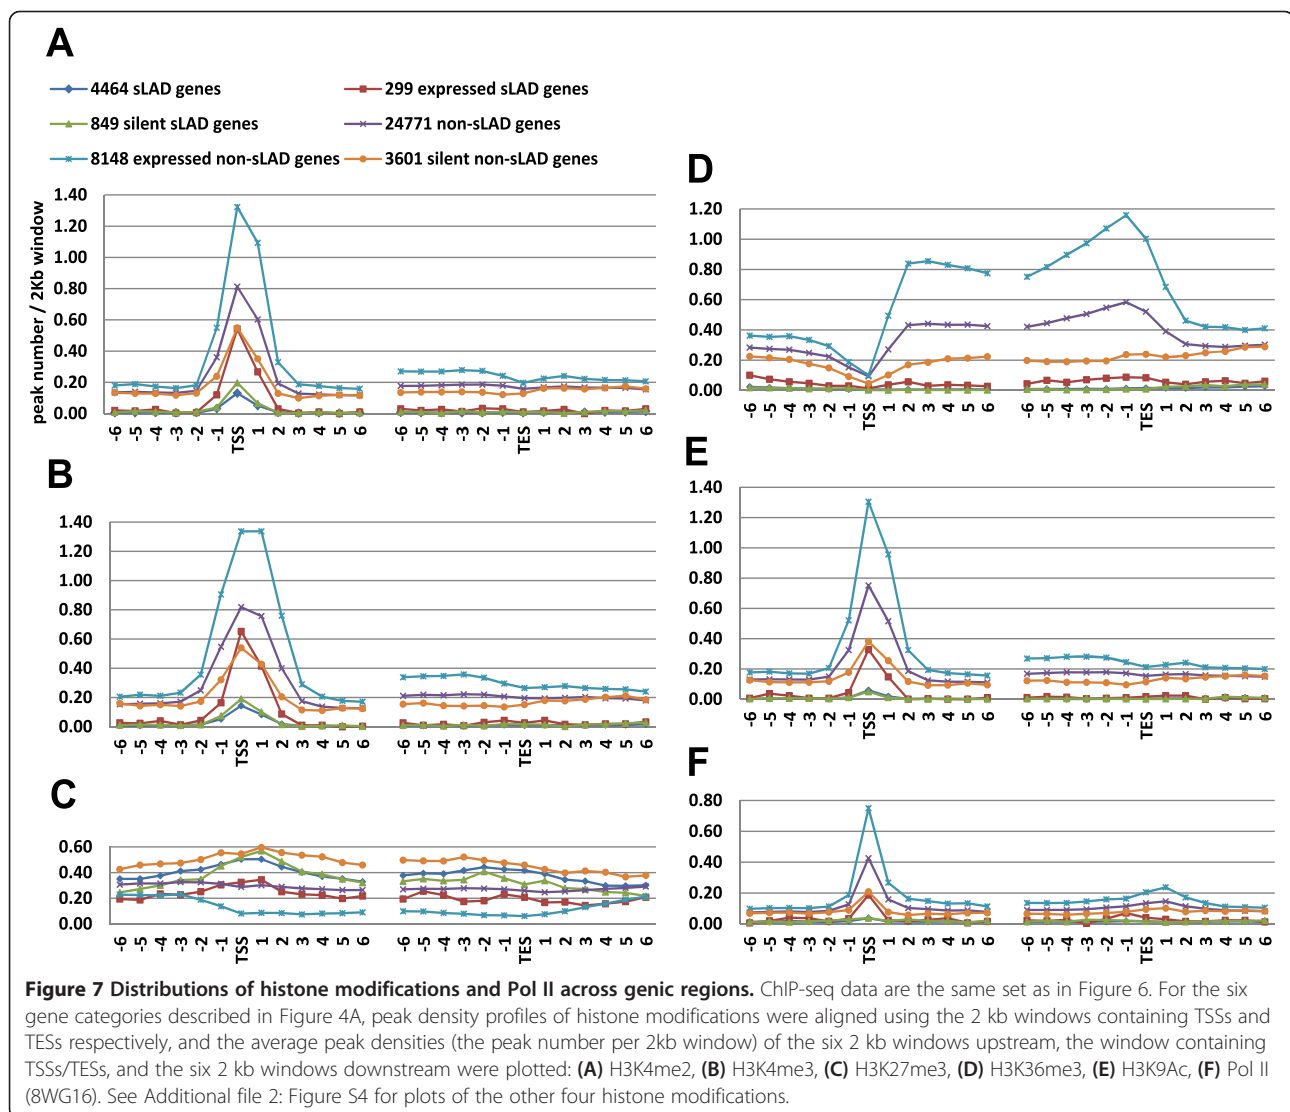 A
4464 sLAD genes
299 expressed sLAD genes
849 silent sLAD genes
24771 non-sLAD genes
8148 expressed non-sLAD genes
3601 silent non-sLAD genes
peak number / 2Kb window
1.40
1.20
1.00
0.80
0.60
0.40
0.20
0.00
-6 -5 -4 -3 -2 -1 TSS 1 2 3 4 5 6 -6 -5 -4 -3 -2 -1 TES 1 2 3 4 5 6
B
1.40
1.20
1.00
0.80
0.60
0.40
0.20
0.00
-6 -5 -4 -3 -2 -1 TSS 1 2 3 4 5 6 -6 -5 -4 -3 -2 -1 TES 1 2 3 4 5 6
C
0.60
0.40
0.20
0.00
-6 -5 -4 -3 -2 -1 TSS 1 2 3 4 5 6 -6 -5 -4 -3 -2 -1 TES 1 2 3 4 5 6
D
1.20
1.00
0.80
0.60
0.40
0.20
0.00
-6 -5 -4 -3 -2 -1 TSS 1 2 3 4 5 6 -6 -5 -4 -3 -2 -1 TES 1 2 3 4 5 6
E
1.40
1.20
1.00
0.80
0.60
0.40
0.20
0.00
-6 -5 -4 -3 -2 -1 TSS 1 2 3 4 5 6 -6 -5 -4 -3 -2 -1 TES 1 2 3 4 5 6
F
0.80
0.60
0.40
0.20
0.00
-6 -5 -4 -3 -2 -1 TSS 1 2 3 4 5 6 -6 -5 -4 -3 -2 -1 TES 1 2 3 4 5 6
Figure 7 Distributions of histone modifications and Pol II across genic regions. ChIP-seq data are the same set as in Figure 6. For the six
gene categories described in Figure 4A, peak density profiles of histone modifications were aligned using the 2 kb windows containing TSSs and
TESs respectively, and the average peak densities (the peak number per 2kb window) of the six 2 kb windows upstream, the window containing
TSSs/TESs, and the six 2 kb windows downstream were plotted: (A) H3K4me2, (B) H3K4me3, (C) H3K27me3, (D) H3K36me3, (E) H3K9Ac, (F) Pol II
(8WG16). See Additional file 2: Figure S4 for plots of the other four histone modifications.